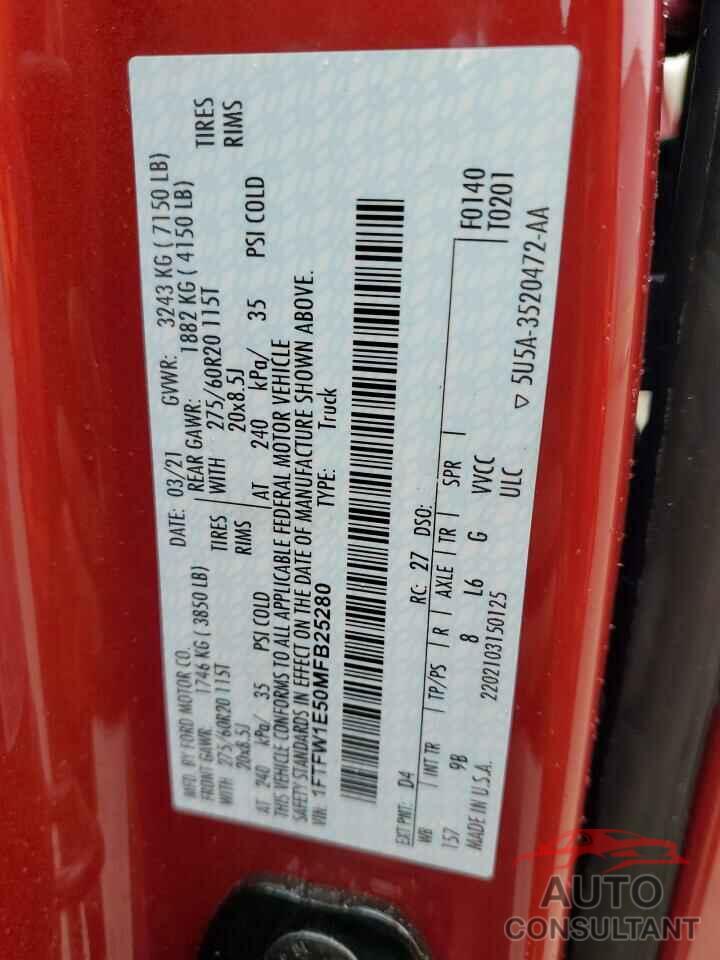 MFD. BY FORD MOTOR CO.
DATE: 03/21 GVWR: 3243 KG ( 7150 LB)
FRONT GAWR: 1746 KG ( 3850 LB) REAR GAWR: 1882 KG ( 4150 LB)
WITH 275/60R20 115T TIRES WITH 275/60R20 115T TIRES
20x8.5J RIMS 20x8.5J RIMS
AT 240 kPa/ 35 PSI COLD AT 240 kPa/ 35 PSI COLD
THIS VEHICLE CONFORMS TO ALL APPLICABLE FEDERAL MOTOR VEHICLE
SAFETY STANDARDS IN EFFECT ON THE DATE OF MANUFACTURE SHOWN ABOVE.
VIN: 1FTFW1E50MFB25280 TYPE: Truck
EXT PNT: D4 RC: 27 DSO: F0140
WB INT TR TP/PS R AXLE TR SPR T0201
157 9B 8 L6 G VVCC
MADE IN U.S.A. 2202103150125 ULC
▽ 5U5A-3520472-AA
AUTO
CONSULTANT